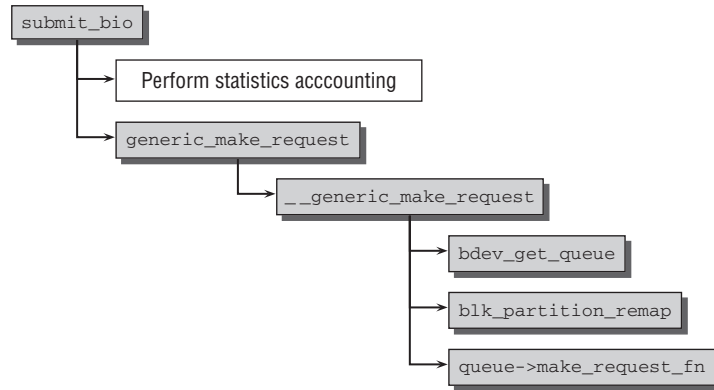 submit_bio
Perform statistics acccounting
generic_make_request
__generic_make_request
bdev_get_queue
blk_partition_remap
queue->make_request_fn